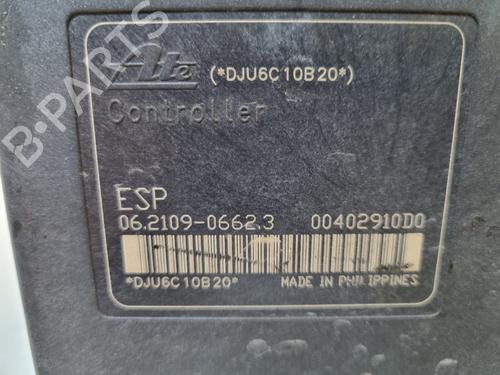 B-PARTS
Ate (*DJU6C10B20*)
Controller
ESP
06.2109-0662.3 00402910D0
*DJU6C10B20* MADE IN PHILIPPINES